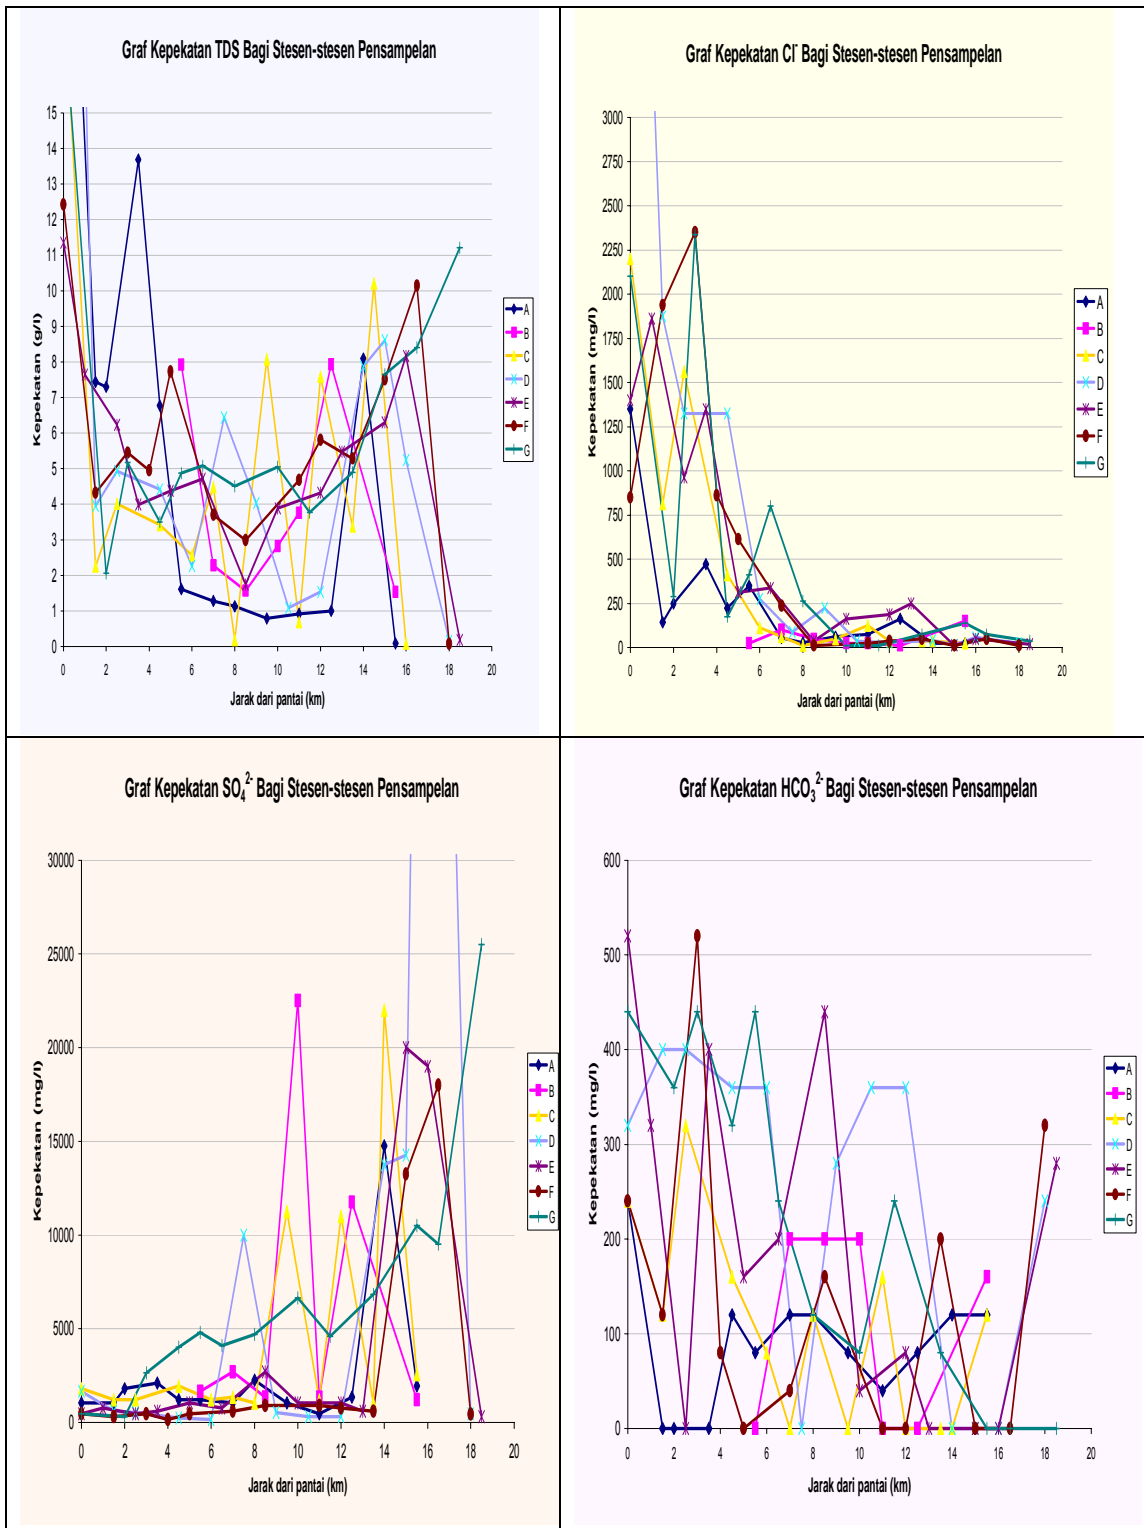 Graf Kepekatan TDS Bagi Stesen-stesen Pensampelan
Kepekatan (g/l)
15
14
13
12
11
10
9
8
7
6
5
4
3
2
1
0
0 2 4 6 8 10 12 14 16 18 20
Jarak dari pantai (km)
A
B
C
D
E
F
G
Graf Kepekatan Cl⁻ Bagi Stesen-stesen Pensampelan
Kepekatan (mg/l)
3000
2750
2500
2250
2000
1750
1500
1250
1000
750
500
250
0
0 2 4 6 8 10 12 14 16 18 20
Jarak dari pantai (km)
A
B
C
D
E
F
G
Graf Kepekatan SO₄²⁻ Bagi Stesen-stesen Pensampelan
Kepekatan (mg/l)
30000
25000
20000
15000
10000
5000
0
0 2 4 6 8 10 12 14 16 18 20
Jarak dari pantai (km)
A
B
C
D
E
F
G
Graf Kepekatan HCO₃²⁻ Bagi Stesen-stesen Pensampelan
Kepekatan (mg/l)
600
500
400
300
200
100
0
0 2 4 6 8 10 12 14 16 18 20
Jarak dari pantai (km)
A
B
C
D
E
F
G